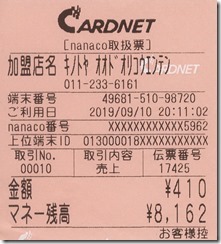 CARDNET
[nanaco取扱票]
加盟店名 キノトヤ オオドオリコウエンテン
011-233-6161
端末番号 49681-510-98720
ご利用日 2019/09/10 20:11:02
nanaco番号 XXXXXXXXXXXX5962
上位端末ID 013000018XXXXXXXXXXX
取引No 取引内容 伝票番号
00010 売上 17425
金額 ¥410
マネー残高 ¥8,162
お客様控